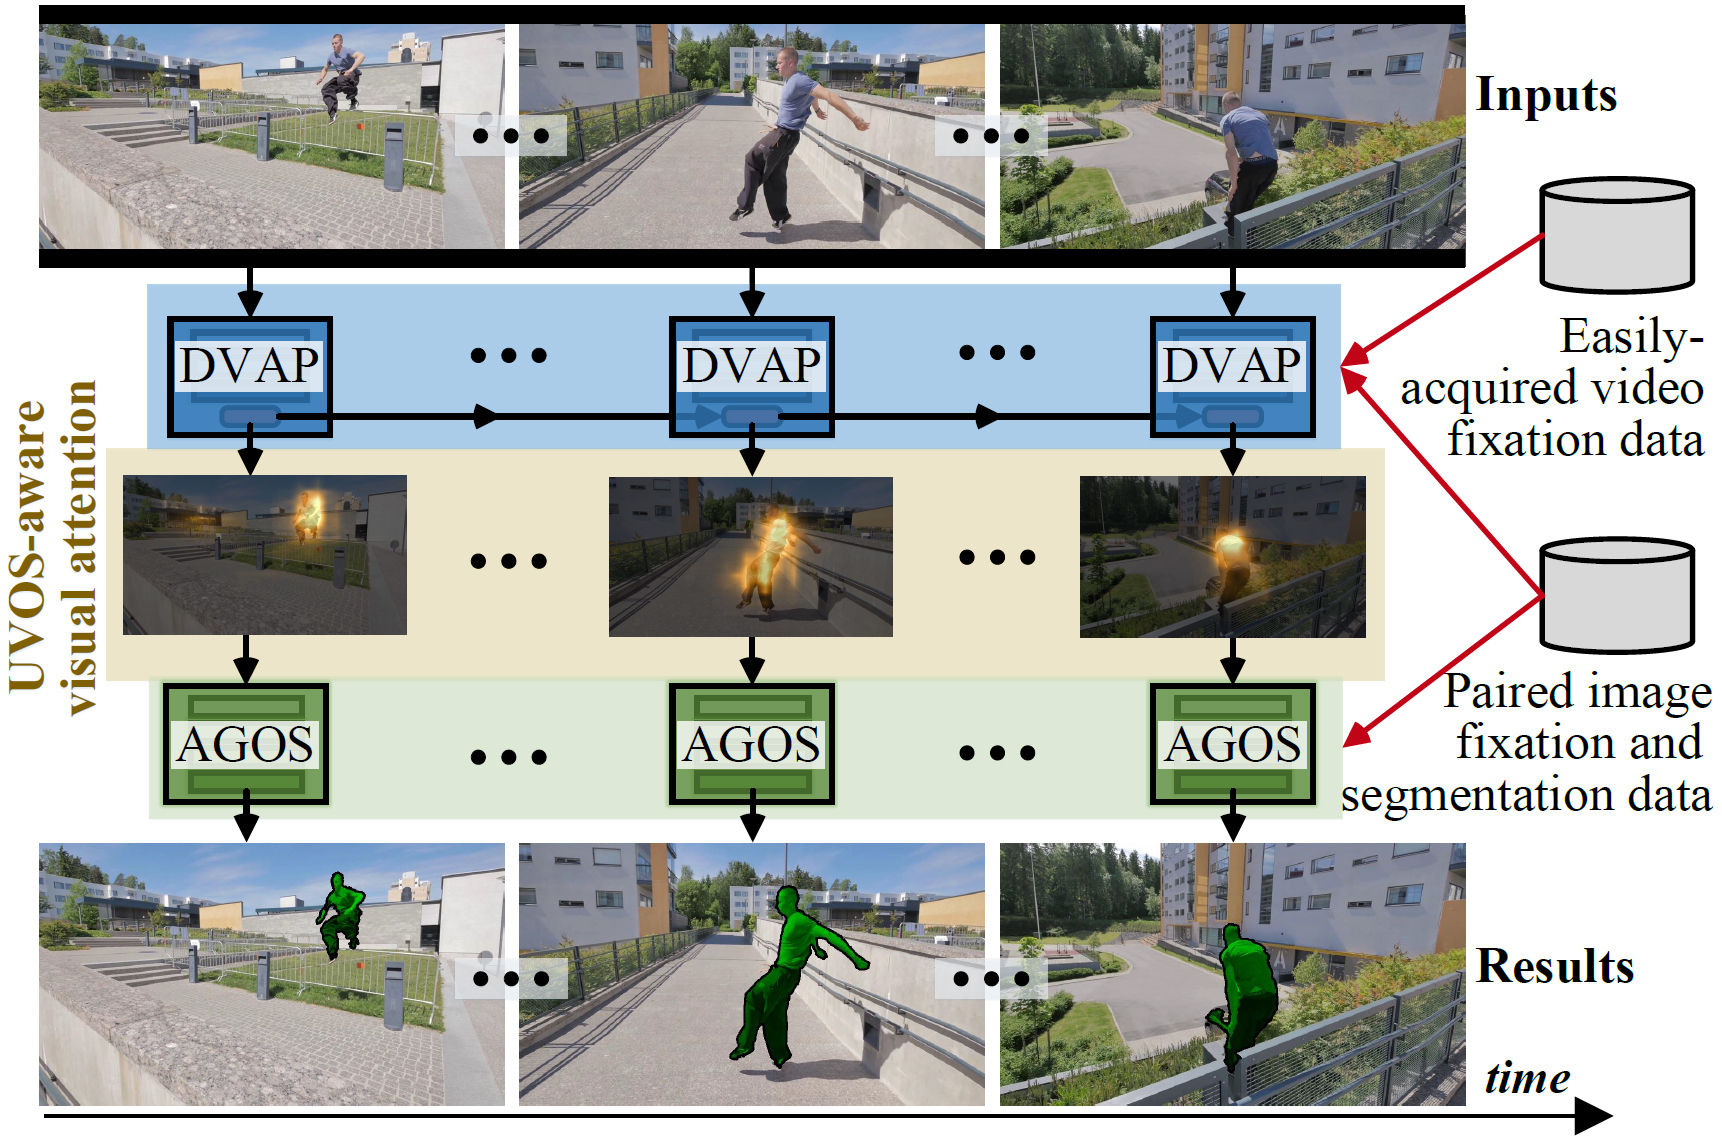 Inputs
DVAP DVAP DVAP
Easily-
acquired video
fixation data
UVOS-aware
visual attention
AGOS AGOS AGOS
Paired image
fixation and
segmentation data
Results
time